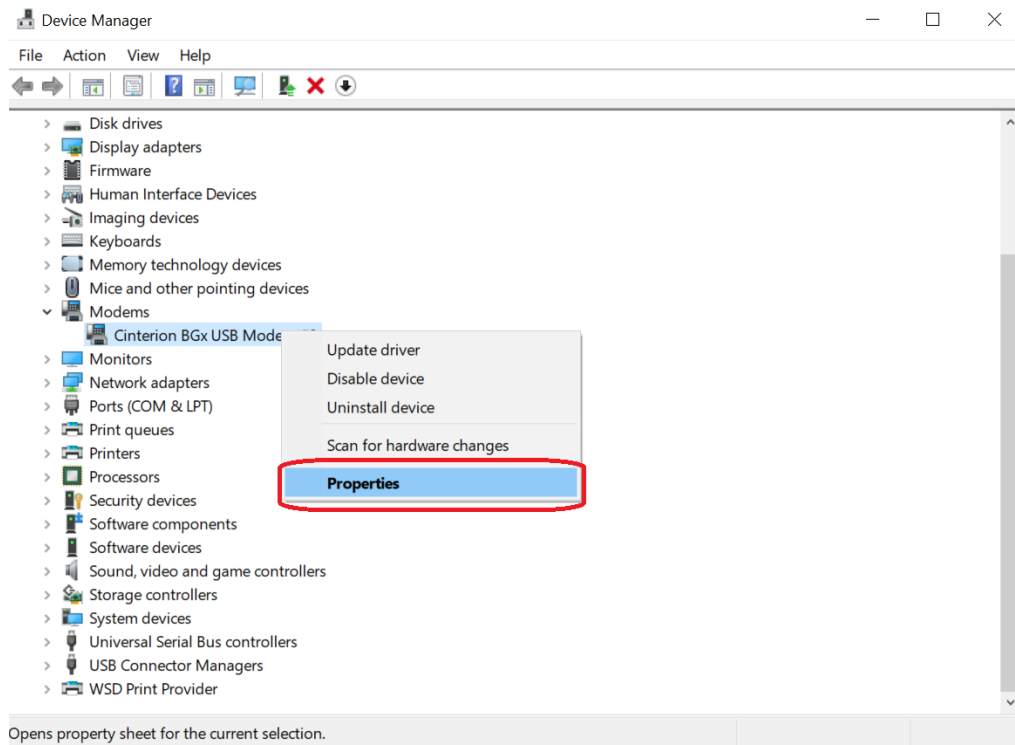 Device Manager
File Action View Help
Disk drives
Display adapters
Firmware
Human Interface Devices
Imaging devices
Keyboards
Memory technology devices
Mice and other pointing devices
Modems
Cinterion BGx USB
Update driver
Monitors
Disable device
Network adapters
Ports (COM & LPT)
Uninstall device
Print queues
Scan for hardware changes
Printers
Processors
Properties
Security devices
Software components
Software devices
Sound, video and game controllers
Storage controllers
System devices
Universal Serial Bus controllers
USB Connector Managers
WSD Print Provider
Opens property sheet for the current selection.